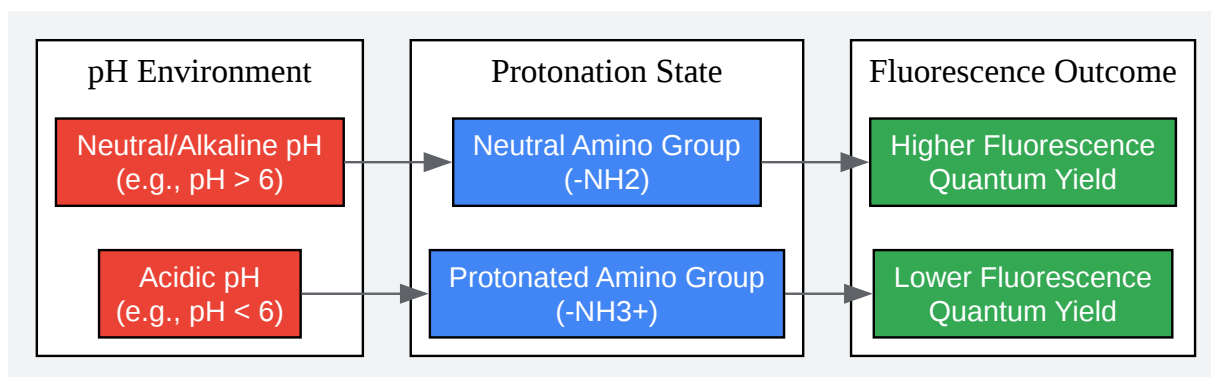 pH Environment
Neutral/Alkaline pH
(e.g., pH > 6)
Acidic pH
(e.g., pH < 6)
Protonation State
Neutral Amino Group
(-NH2)
Protonated Amino Group
(-NH3+)
Fluorescence Outcome
Higher Fluorescence
Quantum Yield
Lower Fluorescence
Quantum Yield